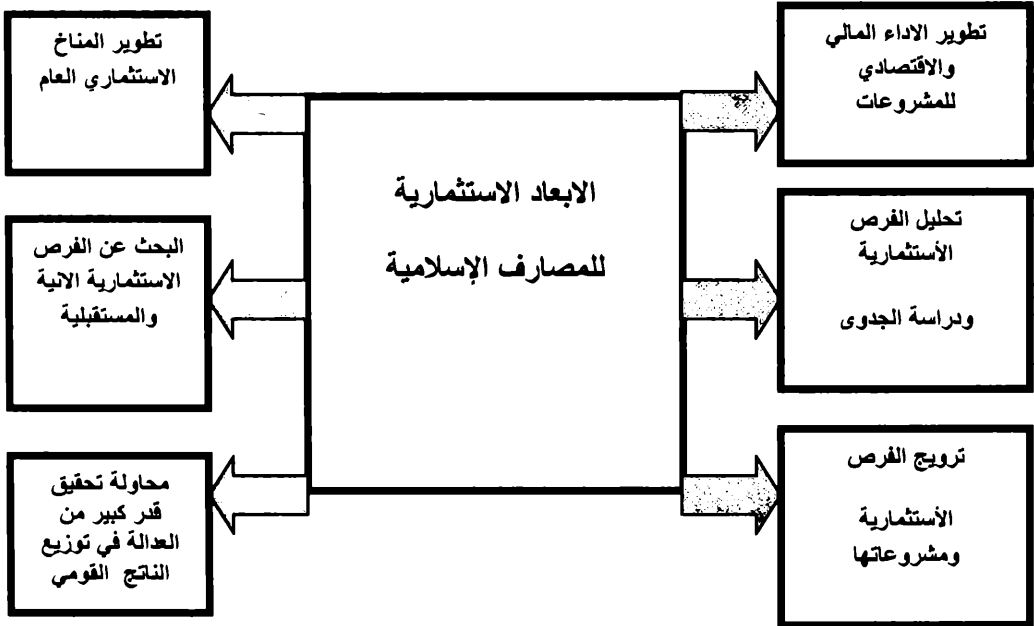 تطوير الاداء المالي
والاقتصادي
للمشروعات
تطوير المناخ
الاستثماري العام
الابعاد الاستثمارية
للمصارف الإسلامية
تحليل الفرص
الأستثمارية
ودراسة الجدوى
البحث عن الفرص
الاستثمارية الانية
والمستقبلية
ترويج الفرص
الأستثمارية
ومشروعاتها
محاولة تحقيق
قدر كبير من
العدالة في توزيع
الناتج القومي